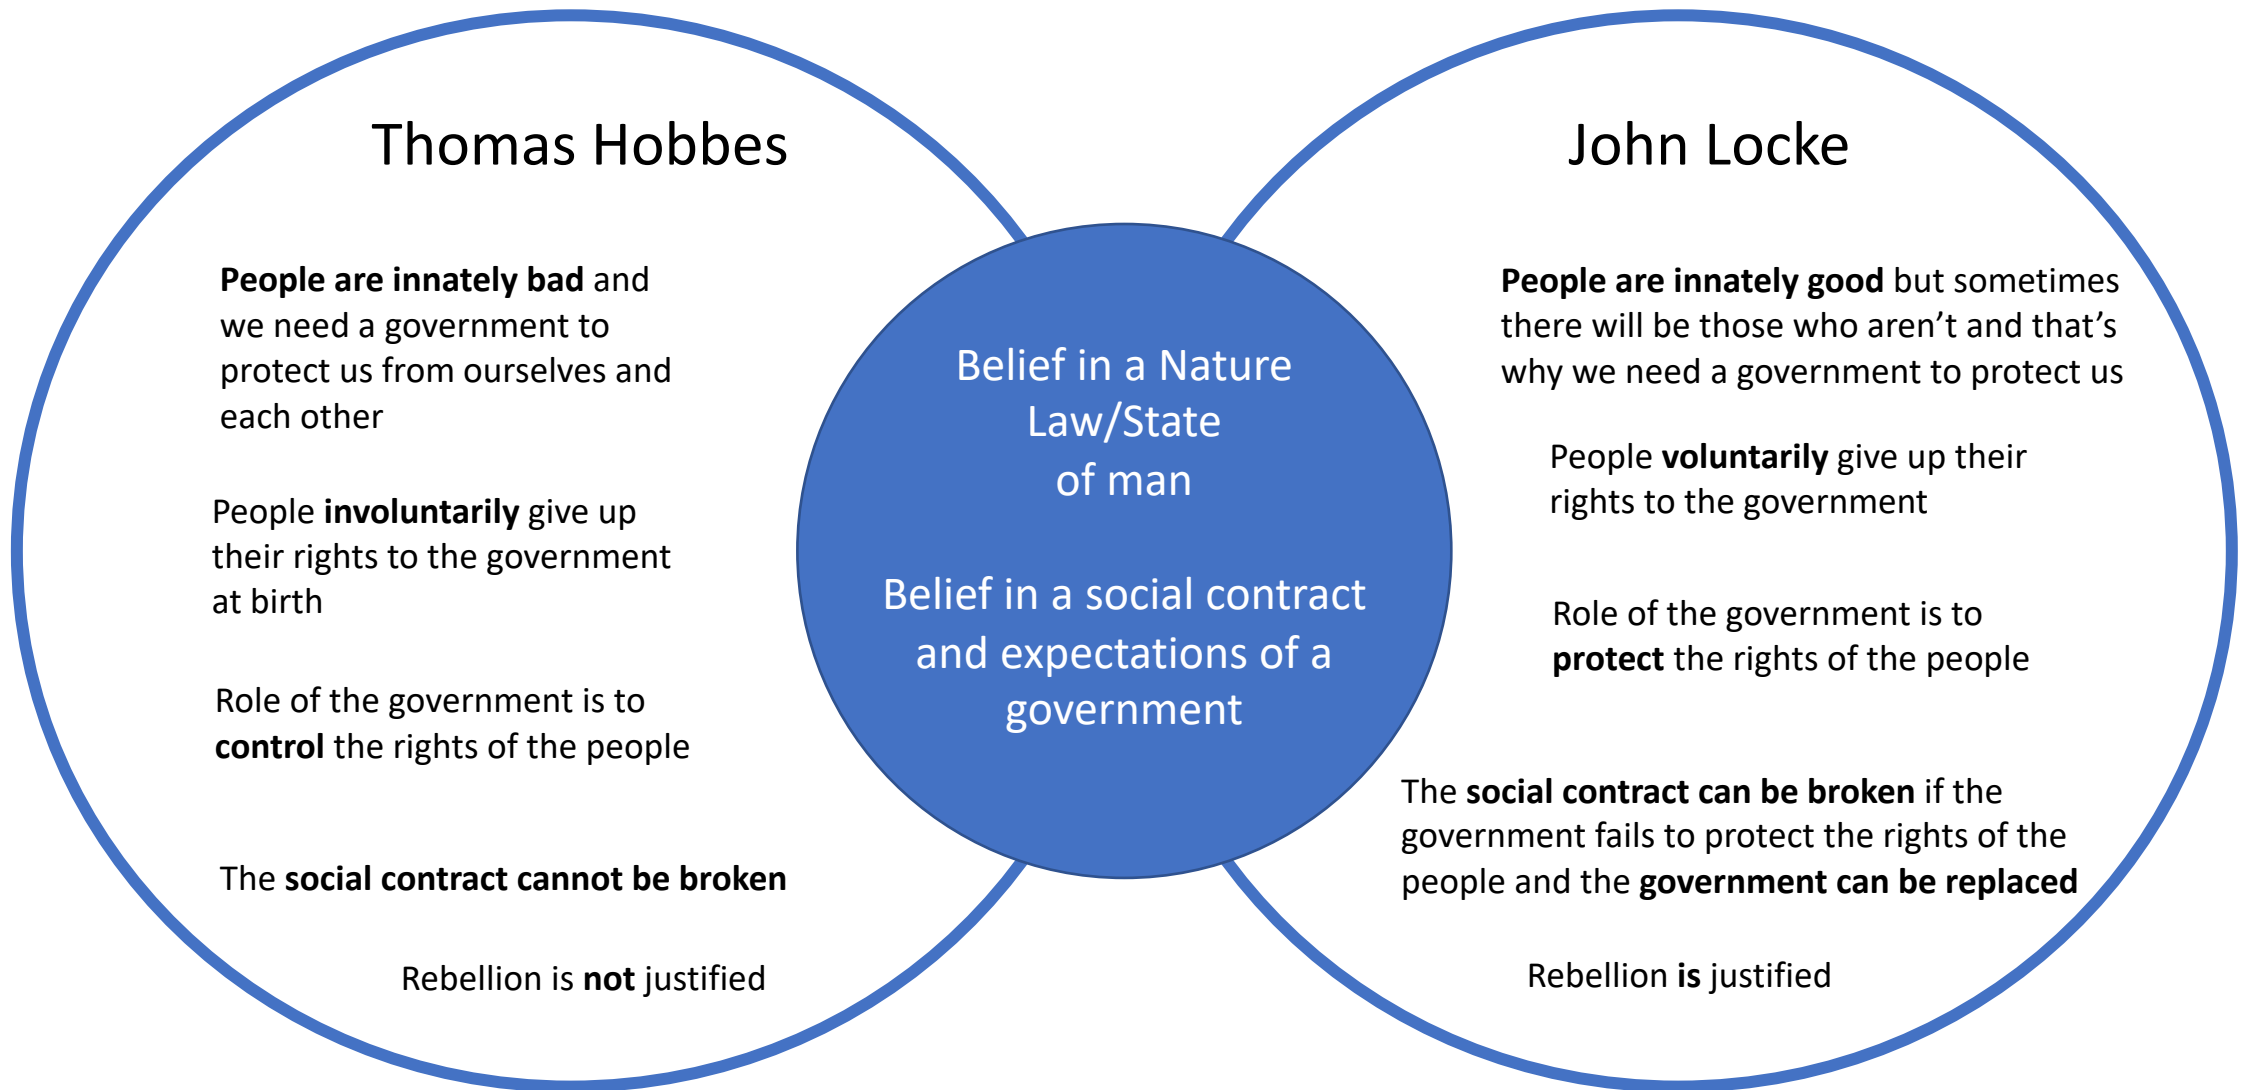 Thomas Hobbes
People are innately bad and
we need a government to
protect us from ourselves and
each other
People involuntarily give up
their rights to the government
at birth
Role of the government is to
control the rights of the people
The social contract cannot be broken
Rebellion is not justified
Belief in a Nature
Law/State
of man
Belief in a social contract
and expectations of a
government
John Locke
People are innately good but sometimes
there will be those who aren’t and that’s
why we need a government to protect us
People voluntarily give up their
rights to the government
Role of the government is to
protect the rights of the people
The social contract can be broken if the
government fails to protect the rights of the
people and the government can be replaced
Rebellion is justified